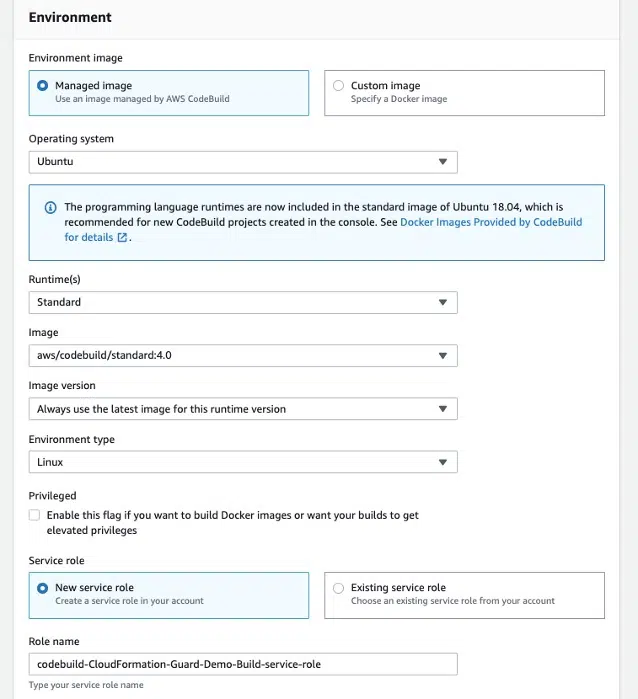 Environment
Environment image
Managed image
Use an image managed by AWS CodeBuild
Custom image
Specify a Docker image
Operating system
Ubuntu
The programming language runtimes are now included in the standard image of Ubuntu 18.04, which is
recommended for new CodeBuild projects created in the console. See Docker Images Provided by CodeBuild
for details .
Runtime(s)
Standard
Image
aws/codebuild/standard:4.0
Image version
Always use the latest image for this runtime version
Environment type
Linux
Privileged
Enable this flag if you want to build Docker images or want your builds to get
elevated privileges
Service role
New service role
Create a service role in your account
Existing service role
Choose an existing service role from your account
Role name
codebuild-CloudFormation-Guard-Demo-Build-service-role
Type your service role name